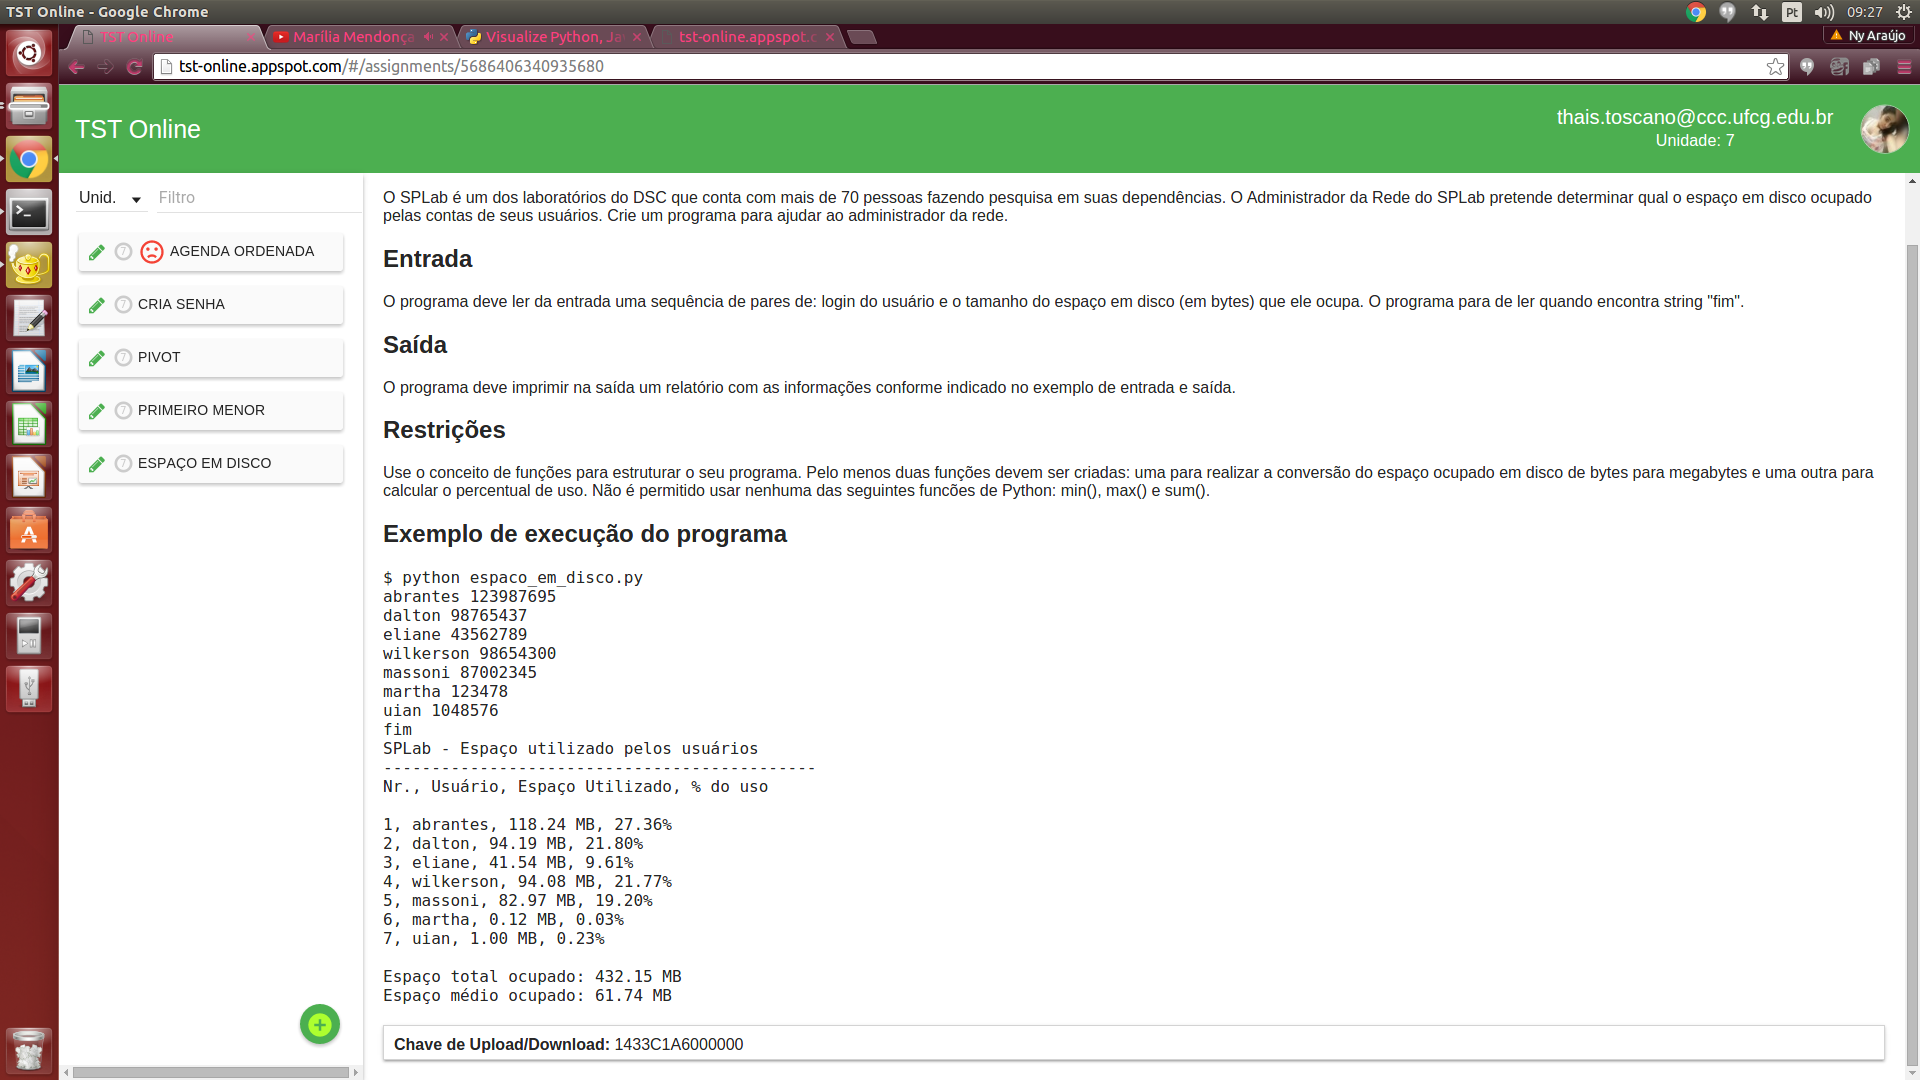 TST Online - Google Chrome
Pt
09:27
TST Online
Marília Mendonça
Visualize Python, Ja
tst-online.appspot.c
Ny Araújo
tst-online.appspot.com/#/assignments/5686406340935680
TST Online
thais.toscano@ccc.ufcg.edu.br
Unidade: 7
Unid.
Filtro
7 AGENDA ORDENADA
7 CRIA SENHA
7 PIVOT
7 PRIMEIRO MENOR
7 ESPAÇO EM DISCO
O SPLab é um dos laboratórios do DSC que conta com mais de 70 pessoas fazendo pesquisa em suas dependências. O Administrador da Rede do SPLab pretende determinar qual o espaço em disco ocupado
pelas contas de seus usuários. Crie um programa para ajudar ao administrador da rede.
Entrada
O programa deve ler da entrada uma sequência de pares de: login do usuário e o tamanho do espaço em disco (em bytes) que ele ocupa. O programa para de ler quando encontra string "fim".
Saída
O programa deve imprimir na saída um relatório com as informações conforme indicado no exemplo de entrada e saída.
Restrições
Use o conceito de funções para estruturar o seu programa. Pelo menos duas funções devem ser criadas: uma para realizar a conversão do espaço ocupado em disco de bytes para megabytes e uma outra para
calcular o percentual de uso. Não é permitido usar nenhuma das seguintes funcões de Python: min(), max() e sum().
Exemplo de execução do programa
$ python espaco_em_disco.py
abrantes 123987695
dalton 98765437
eliane 43562789
wilkerson 98654300
massoni 87002345
martha 123478
uian 1048576
fim
SPLab - Espaço utilizado pelos usuários
---------------------------------------------
Nr., Usuário, Espaço Utilizado, % do uso
1, abrantes, 118.24 MB, 27.36%
2, dalton, 94.19 MB, 21.80%
3, eliane, 41.54 MB, 9.61%
4, wilkerson, 94.08 MB, 21.77%
5, massoni, 82.97 MB, 19.20%
6, martha, 0.12 MB, 0.03%
7, uian, 1.00 MB, 0.23%
Espaço total ocupado: 432.15 MB
Espaço médio ocupado: 61.74 MB
Chave de Upload/Download: 1433C1A6000000